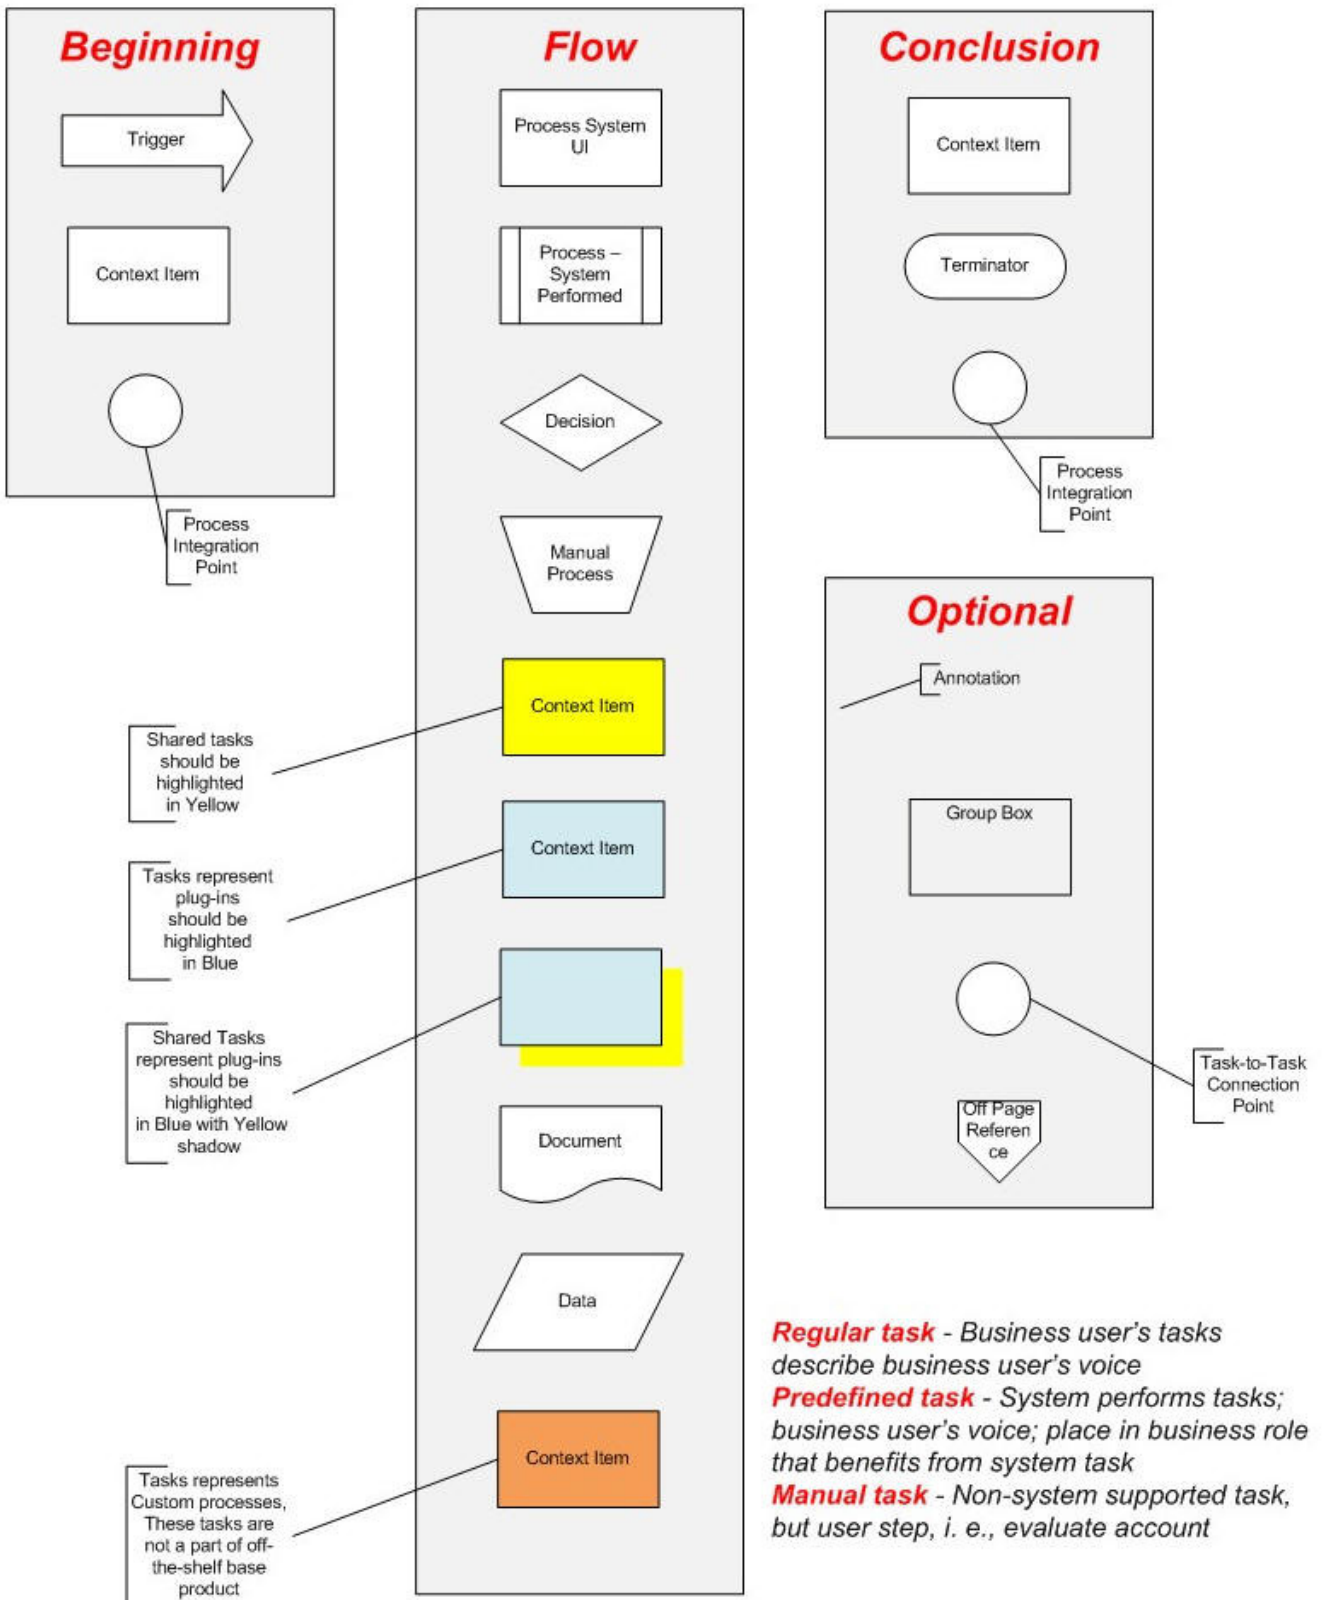 Beginning
Trigger
Context Item
Process
Integration
Point
Flow
Process System
UI
Process –
System
Performed
Decision
Manual
Process
Context Item
Shared tasks
should be
highlighted
in Yellow
Context Item
Tasks represent
plug-ins
should be
highlighted
in Blue
Shared Tasks
represent plug-ins
should be
highlighted
in Blue with Yellow
shadow
Document
Data
Context Item
Tasks represents
Custom processes,
These tasks are
not a part of off-
the-shelf base
product
Conclusion
Context Item
Terminator
Process
Integration
Point
Optional
Annotation
Group Box
Task-to-Task
Connection
Point
Off Page
Referen
ce
Regular task - Business user's tasks
describe business user's voice
Predefined task - System performs tasks;
business user's voice; place in business role
that benefits from system task
Manual task - Non-system supported task,
but user step, i. e., evaluate account